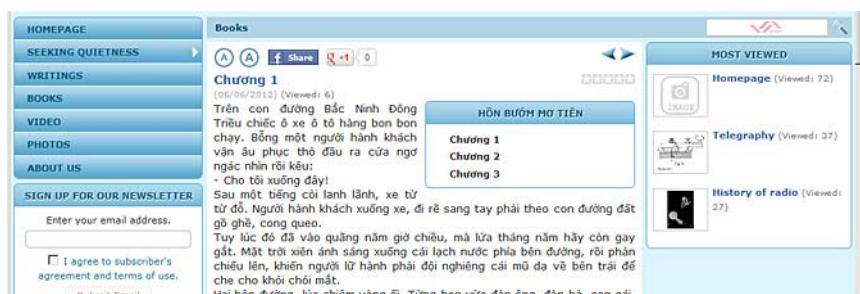 HOMEPAGE
SEEKING QUIETNESS
WRITINGS
BOOKS
VIDEO
PHOTOS
ABOUT US
SIGN UP FOR OUR NEWSLETTER
Enter your email address.
I agree to subscriber's
agreement and terms of use.
Books
A A f Share g +1 0
Chương 1
(06/06/2012) (Viewed: 6)
Trên con đường Bắc Ninh Đông
Triều chiếc ô xe ô tô hàng bon bon
chạy. Bỗng một người hành khách
vận âu phục thò đầu ra cửa ngơ
ngác nhìn rồi kêu:
- Cho tôi xuống đây!
Sau một tiếng còi lanh lảnh, xe từ
từ đỗ. Người hành khách xuống xe, đi rẽ sang tay phải theo con đường đất
gồ ghề, cong queo.
Tuy lúc đó đã vào quãng năm giờ chiều, mà lửa tháng năm hãy còn gay
gắt. Mặt trời xiên ánh sáng xuống cái lạch nước phía bên đường, rồi phản
chiếu lên, khiến người lữ hành phải đội nghiêng cái mũ dạ về bên trái để
che cho khỏi chói mắt.
HỒN BƯỚM MƠ TIÊN
Chương 1
Chương 2
Chương 3
MOST VIEWED
IMAGE
Homepage (Viewed: 72)
Telegraphy (Viewed: 37)
History of radio (Viewed:
27)